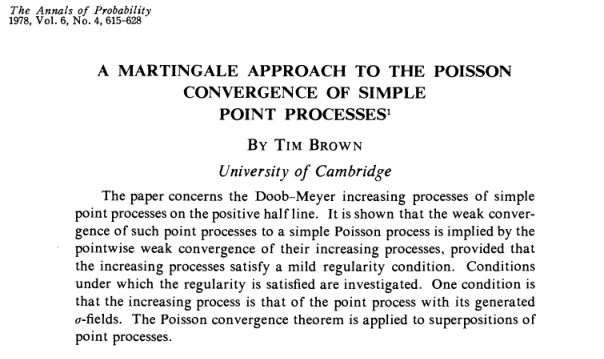 The Annals of Probability
1978, Vol. 6, No. 4, 615-628
A MARTINGALE APPROACH TO THE POISSON
CONVERGENCE OF SIMPLE
POINT PROCESSES¹
BY TIM BROWN
University of Cambridge
The paper concerns the Doob–Meyer increasing processes of simple
point processes on the positive half line. It is shown that the weak conver-
gence of such point processes to a simple Poisson process is implied by the
pointwise weak convergence of their increasing processes, provided that
the increasing processes satisfy a mild regularity condition. Conditions
under which the regularity is satisfied are investigated. One condition is
that the increasing process is that of the point process with its generated
σ-fields. The Poisson convergence theorem is applied to superpositions of
point processes.